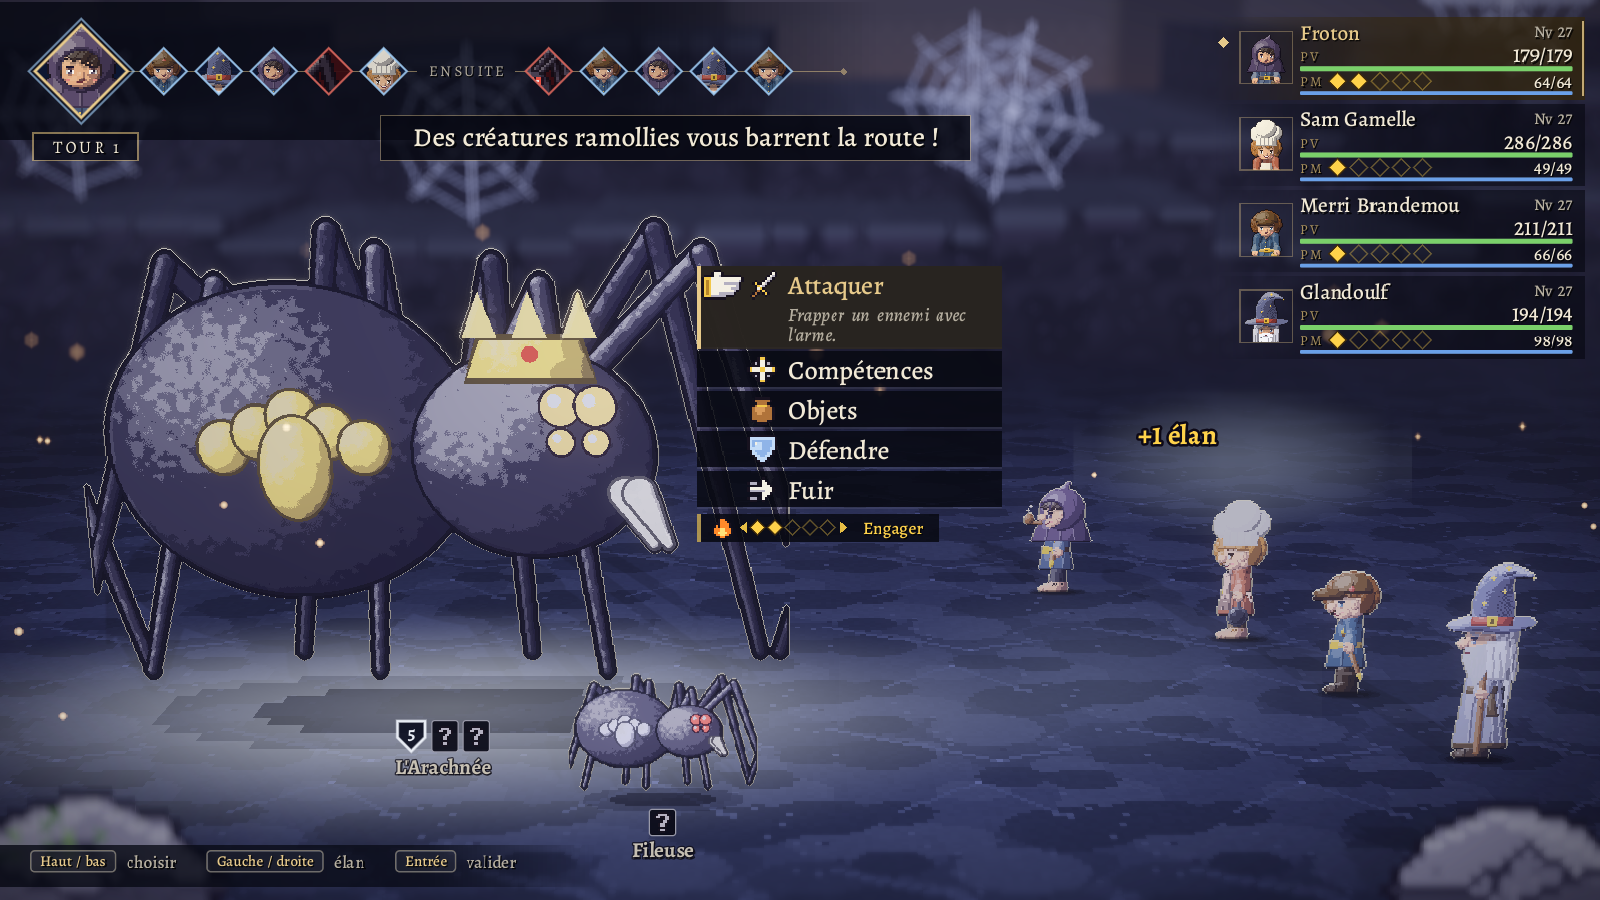 ENSUITE
TOUR 1
Des créatures ramollies vous barrent la route !
Froton Nv 27
PV 179/179
PM 64/64
Sam Gamelle Nv 27
PV 286/286
PM 49/49
Merri Brandemou Nv 27
PV 211/211
PM 66/66
Glandoulf Nv 27
PV 194/194
PM 98/98
Attaquer
Frapper un ennemi avec
l'arme.
Compétences
Objets
Défendre
Fuir
Engager
+1 élan
5 ? ?
L'Arachnée
?
Fileuse
Haut / bas choisir Gauche / droite élan Entrée valider